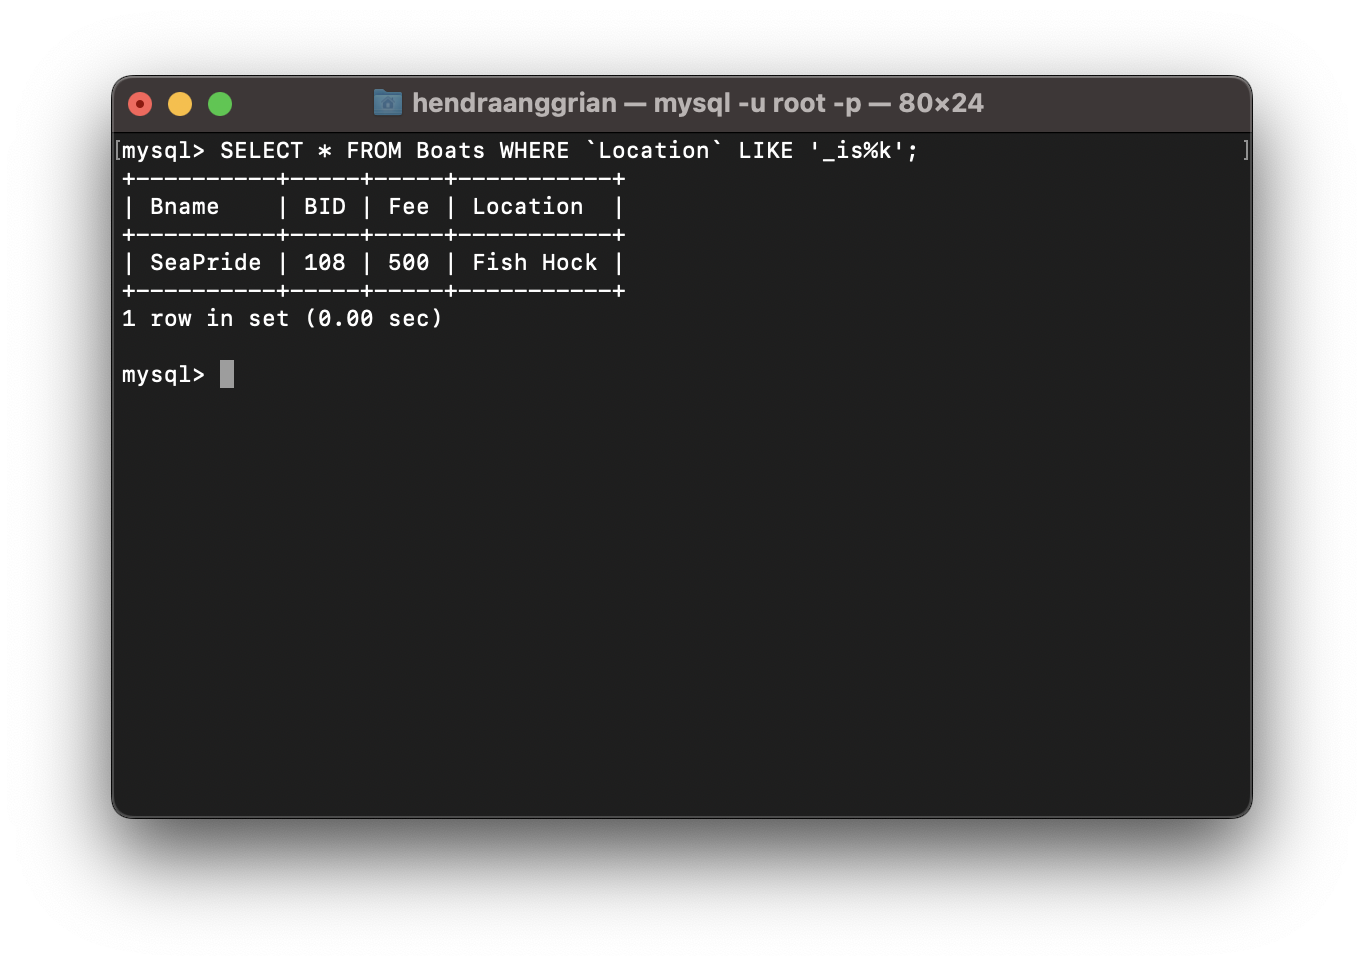 hendraanggrian — mysql -u root -p — 80×24
[mysql> SELECT * FROM Boats WHERE `Location` LIKE '_is%k'; ]
+----------+-----+-----+-----------+
| Bname    | BID | Fee | Location  |
+----------+-----+-----+-----------+
| SeaPride | 108 | 500 | Fish Hock |
+----------+-----+-----+-----------+
1 row in set (0.00 sec)
mysql>